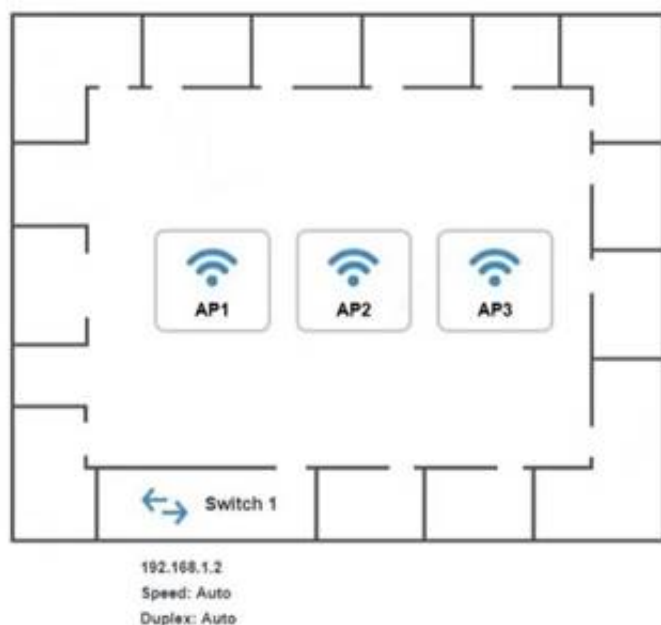 AP1
AP2
AP3
Switch 1
192.168.1.2
Speed: Auto
Duplex: Auto